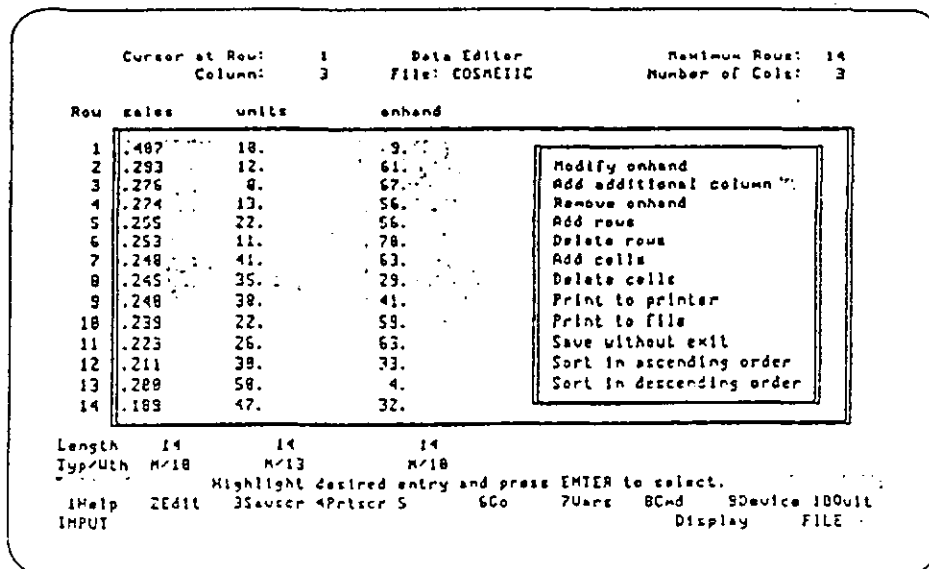 Cursor at Row: 1 Data Editor Maximum Rows: 14
Column: 3 File: COSMETIC Number of Cols: 3
Row sales units onhand
1 .407 18. 9.
2 .293 12. 61. Modify onhand
3 .276 8. 67. Add additional column
4 .274 13. 56. Remove onhand
5 .255 22. 56. Add rows
6 .253 11. 78. Delete rows
7 .248 41. 63. Add cells
8 .245 35. 29. Delete cells
9 .240 38. 41. Print to printer
10 .239 22. 59. Print to file
11 .223 26. 63. Save without exit
12 .211 39. 33. Sort in ascending order
13 .200 50. 4. Sort in descending order
14 .189 47. 32.
Length 14 14 14
Typ/Wth N/10 N/13 N/10
Highlight desired entry and press ENTER to select.
1Help 2Edit 3Savscr 4Prtscr 5 6Go 7Vars 8Cmd 9Device 10Quit
INPUT Display FILE